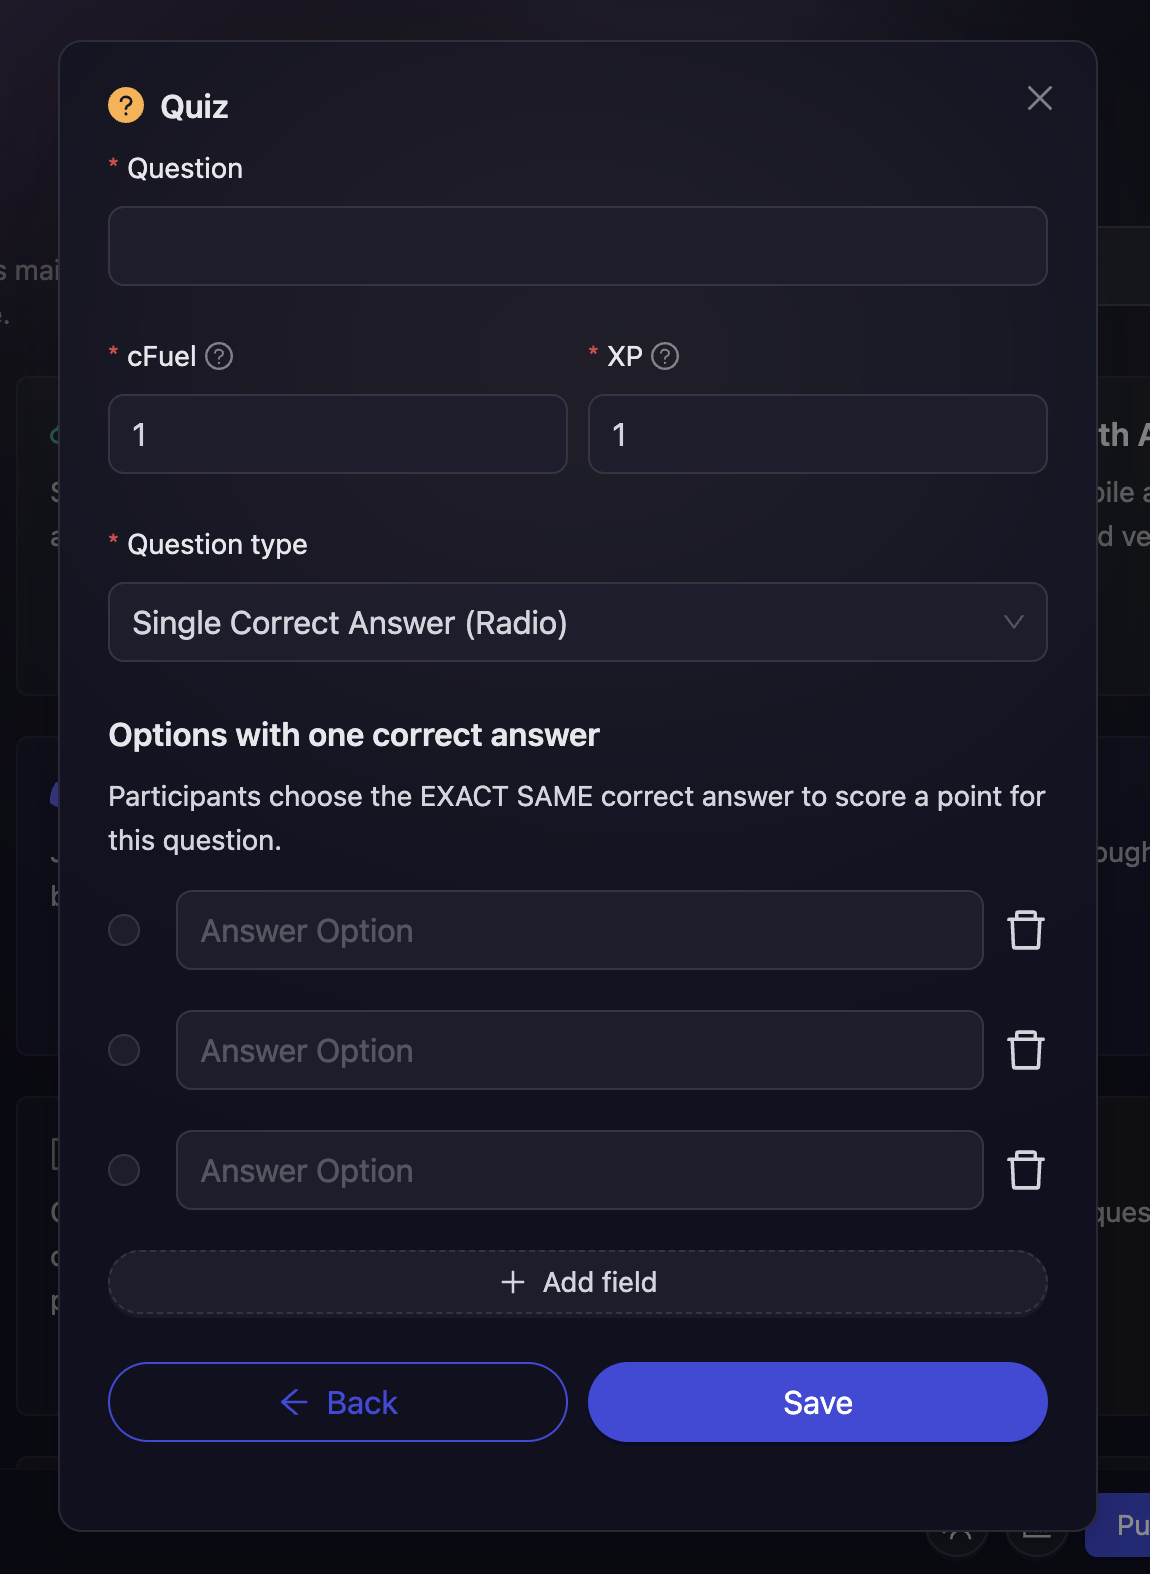 Quiz
* Question
* cFuel
* XP
1
1
* Question type
Single Correct Answer (Radio)
Options with one correct answer
Participants choose the EXACT SAME correct answer to score a point for
this question.
Answer Option
Answer Option
Answer Option
+ Add field
← Back
Save